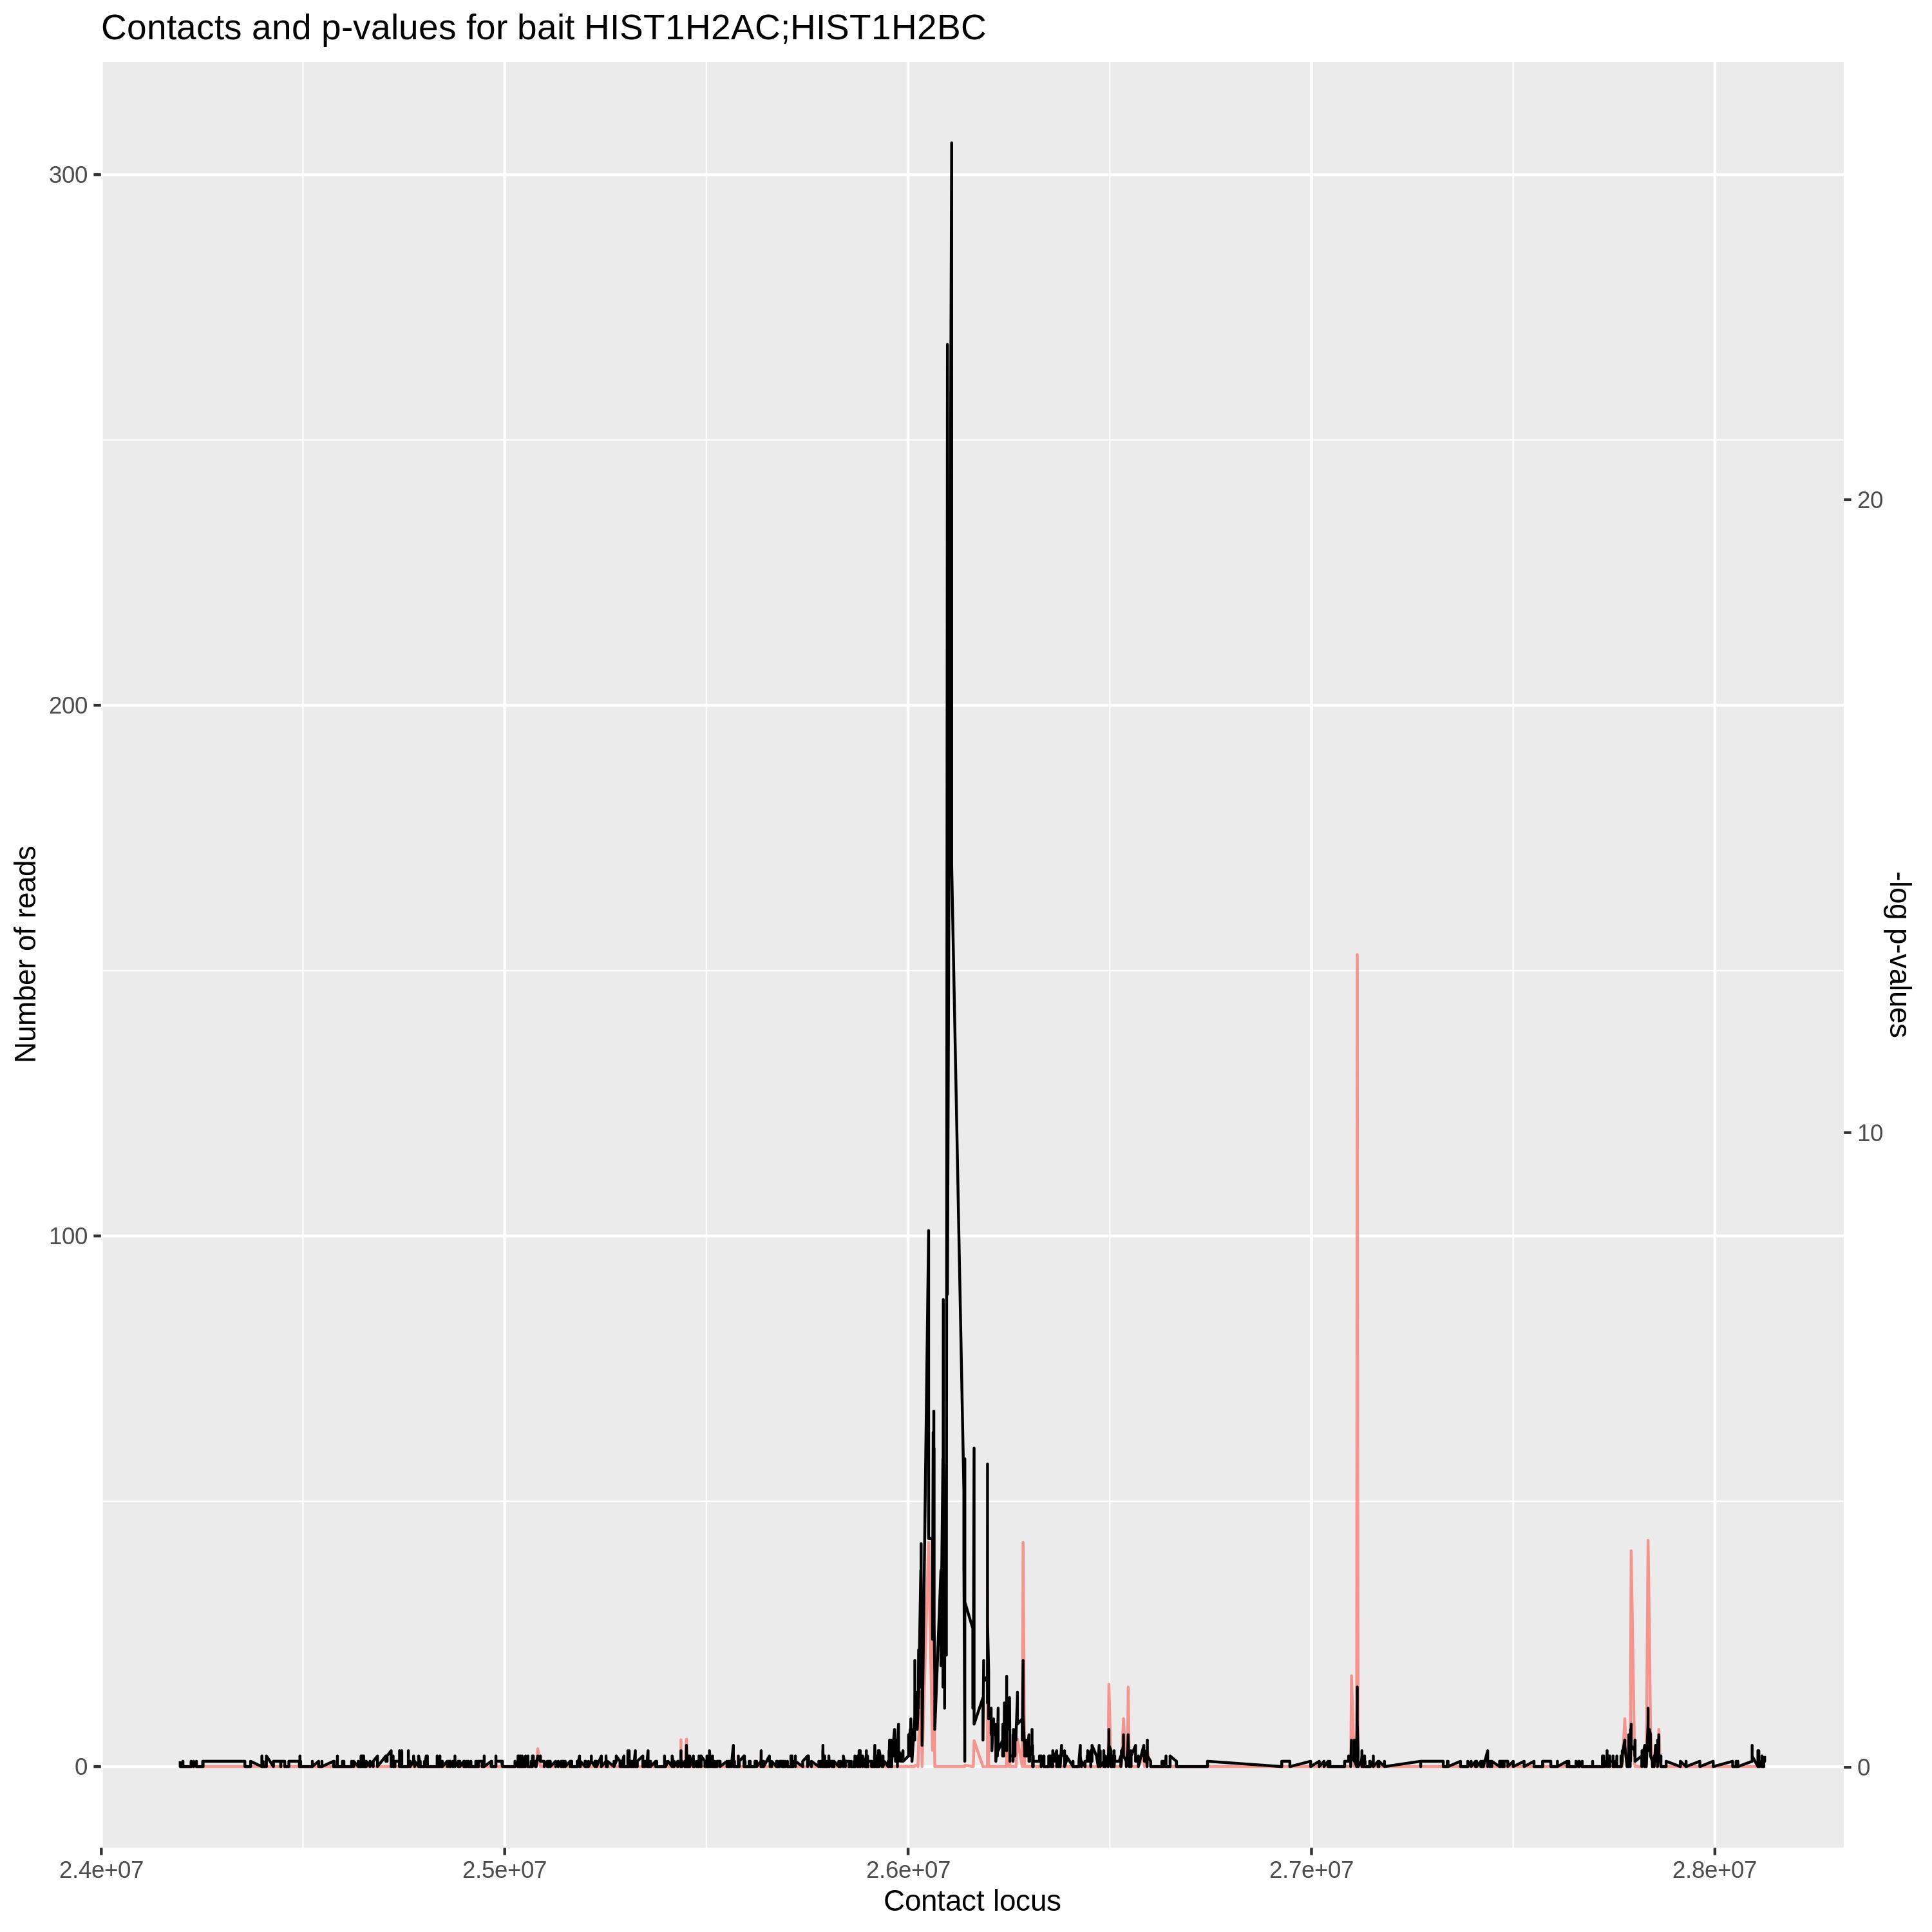 Contacts and p-values for bait HIST1H2AC;HIST1H2BC
300
200
100
0
Number of reads
20
10
0
-log p-values
2.4e+07
2.5e+07
2.6e+07
2.7e+07
2.8e+07
Contact locus